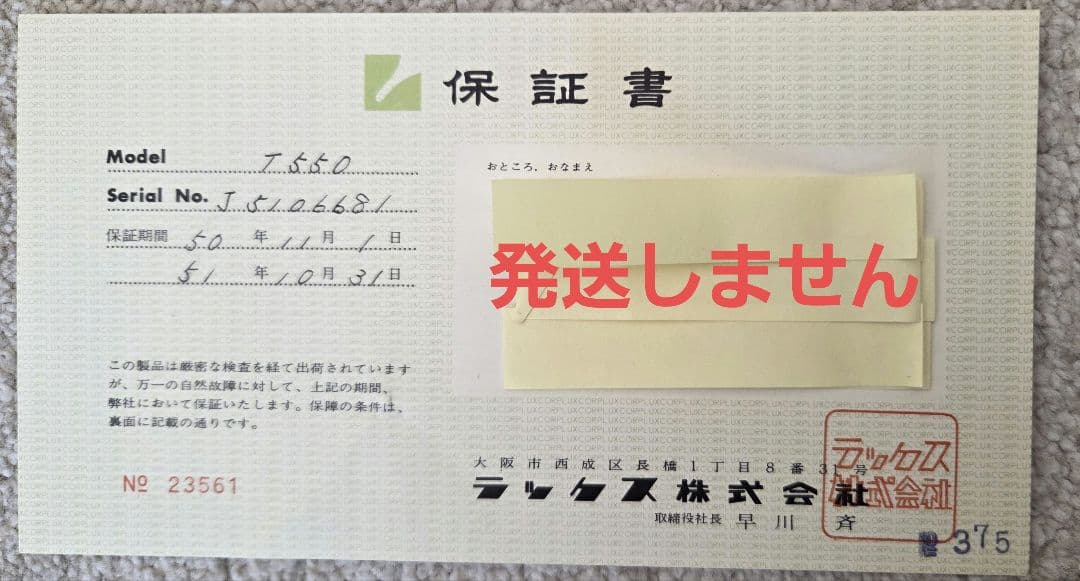 保証書
Model T550
Serial No. J5106681
保証期間 50 年 11 月 1 日
51 年 10 月 31 日
おところ、おなまえ
発送しません
この製品は厳密な検査を経て出荷されています
が、万一の自然故障に対して、上記の期間、
弊社において保証いたします。保障の条件は、
裏面に記載の通りです。
№ 23561
大阪市西成区長橋1丁目8番31号
ラックス株式会社
取締役社長 早川 斉
ラックス
株式会社
375